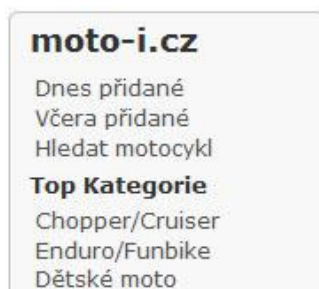 moto-i.cz
Dnes přidané
Včera přidané
Hledat motocykl
Top Kategorie
Chopper/Cruiser
Enduro/Funbike
Dětské moto